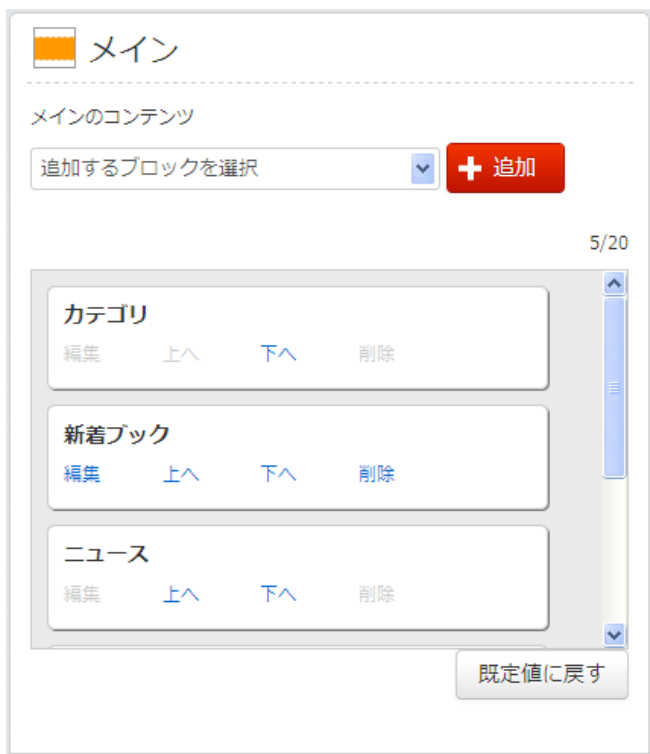 メイン
メインのコンテンツ
追加するブロックを選択 追加
5/20
カテゴリ
編集 上へ 下へ 削除
新着ブック
編集 上へ 下へ 削除
ニュース
編集 上へ 下へ 削除
既定値に戻す